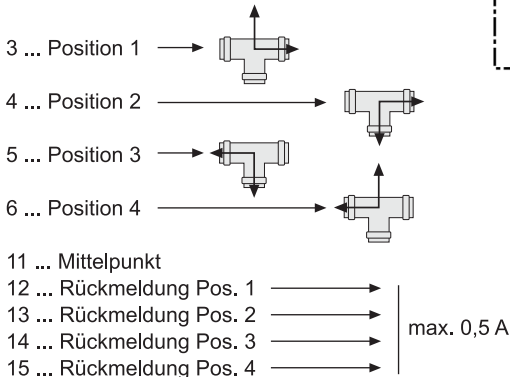 3 ... Position 1
4 ... Position 2
5 ... Position 3
6 ... Position 4
11 ... Mittelpunkt
12 ... Rückmeldung Pos. 1
13 ... Rückmeldung Pos. 2
14 ... Rückmeldung Pos. 3
15 ... Rückmeldung Pos. 4
max. 0,5 A